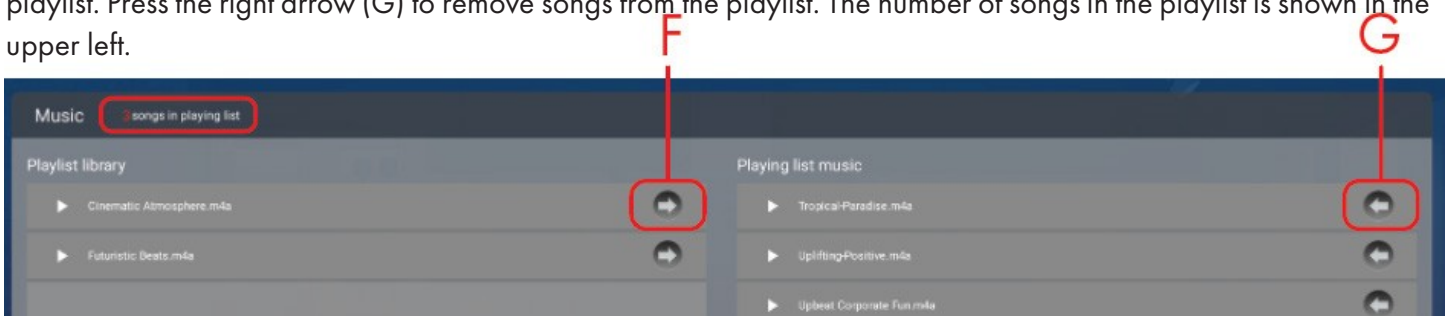 playlist. Press the right arrow (G) to remove songs from the playlist. The number of songs in the playlist is shown in the
upper left.
F
G
Music 3 songs in playing list
Playlist library
Playing list music
Cinematic Atmosphere.m4a
Tropical-Paradise.m4a
Futuristic Beats.m4a
Uplifting-Positive.m4a
Upbeat Corporate Fun.m4a